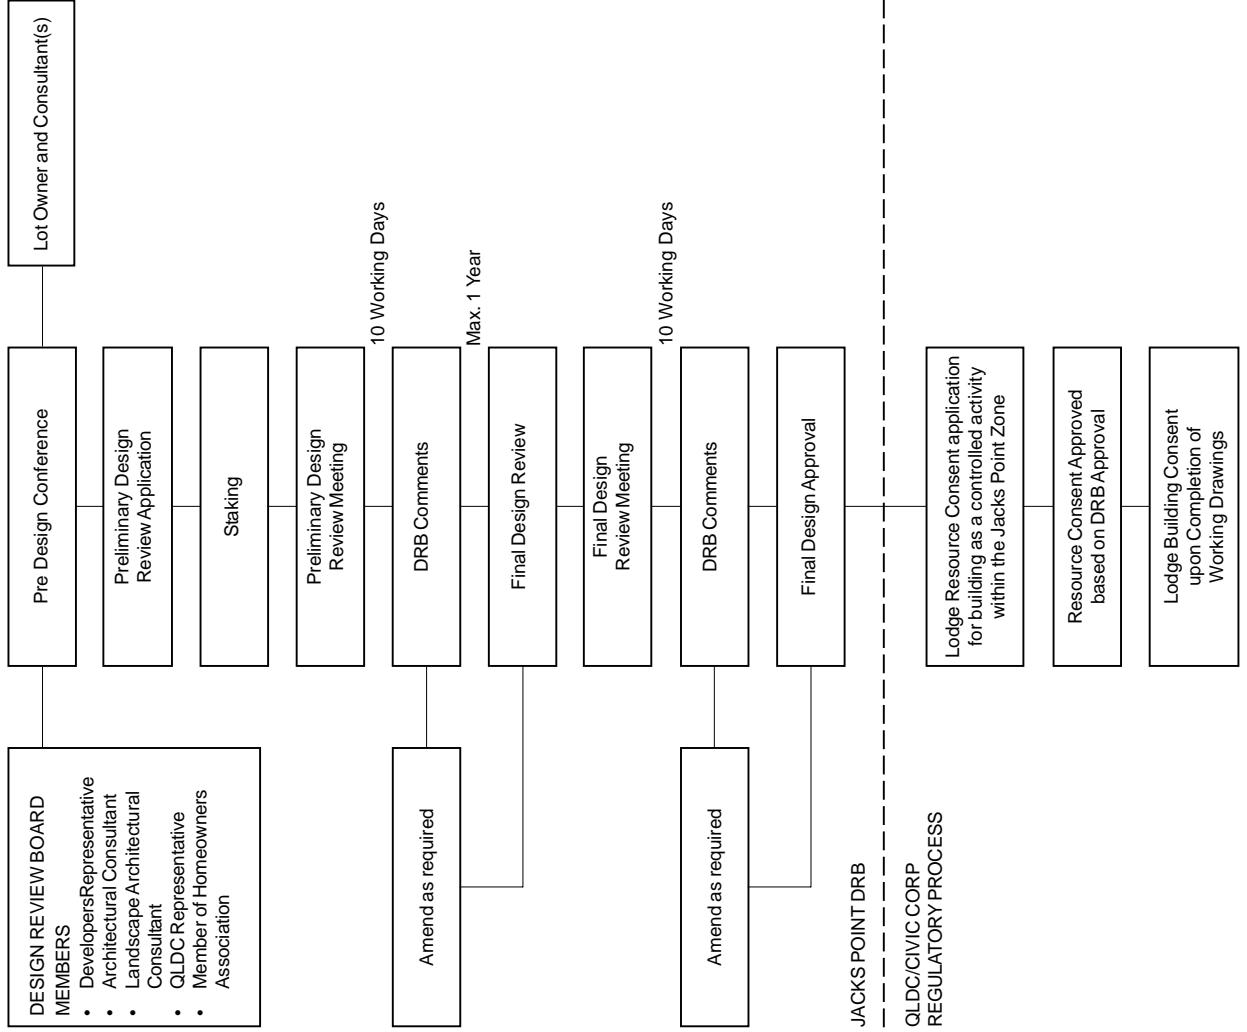 DESIGN REVIEW BOARD
MEMBERS
• DevelopersRepresentative
• Architectural Consultant
• Landscape Architectural
Consultant
• QLDC Representative
• Member of Homeowners
Association
Pre Design Conference
Lot Owner and Consultant(s)
Preliminary Design
Review Application
Staking
Preliminary Design
Review Meeting
10 Working Days
DRB Comments
Amend as required
Max. 1 Year
Final Design Review
Final Design
Review Meeting
10 Working Days
DRB Comments
Amend as required
Final Design Approval
JACKS POINT DRB
QLDC/CIVIC CORP
REGULATORY PROCESS
Lodge Resource Consent application
for building as a controlled activity
within the Jacks Point Zone
Resource Consent Approved
based on DRB Approval
Lodge Building Consent
upon Completion of
Working Drawings